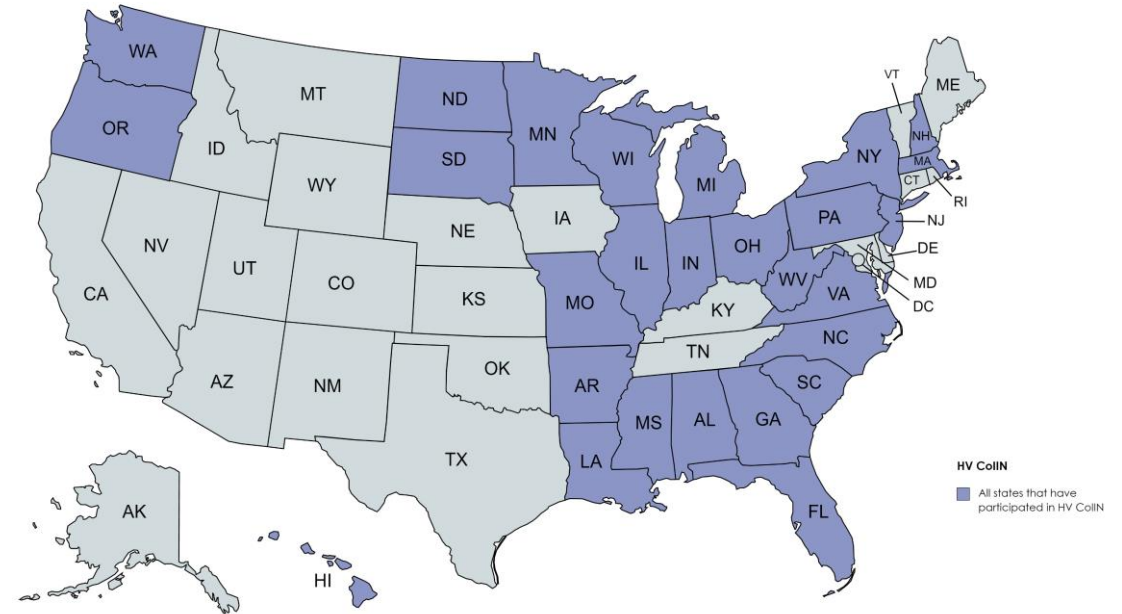 WA
OR
CA
NV
ID
MT
WY
UT
AZ
CO
NM
ND
SD
NE
KS
OK
TX
MN
IA
MO
AR
LA
WI
IL
MI
IN
OH
KY
TN
MS
AL
GA
FL
SC
NC
VA
WV
PA
NY
VT
NH
ME
MA
CT
RI
NJ
DE
MD
DC
AK
HI
HV CoIIN
All states that have
participated in HV CoIIN